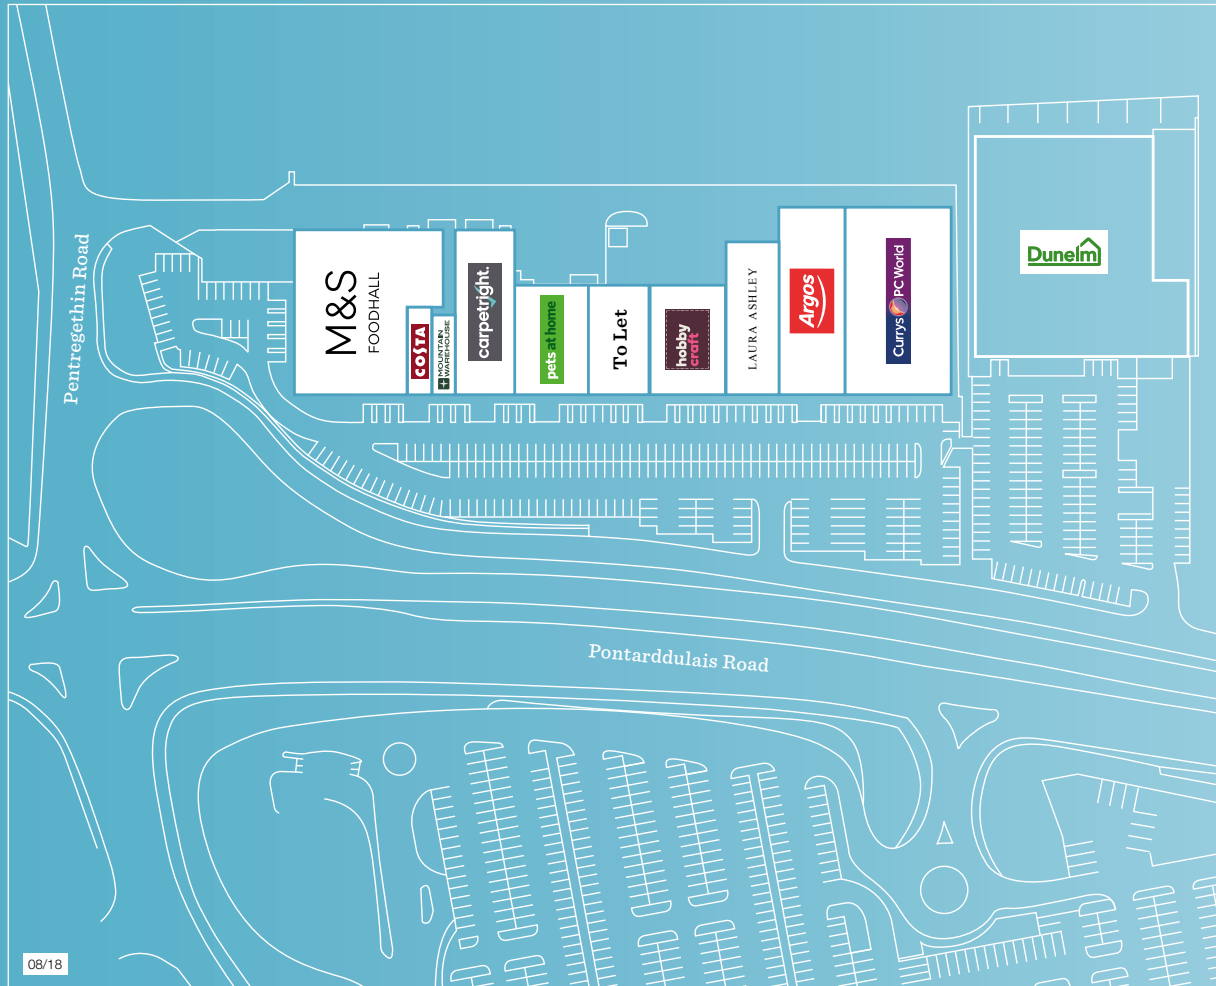 Pentregethin Road
M&S
FOODHALL
COSTA
MOUNTAIN
WAREHOUSE
carpetright.
pets at home
To Let
hobby
craft
LAURA ASHLEY
Argos
Currys PC World
Dunelm
Pontarddulais Road
08/18